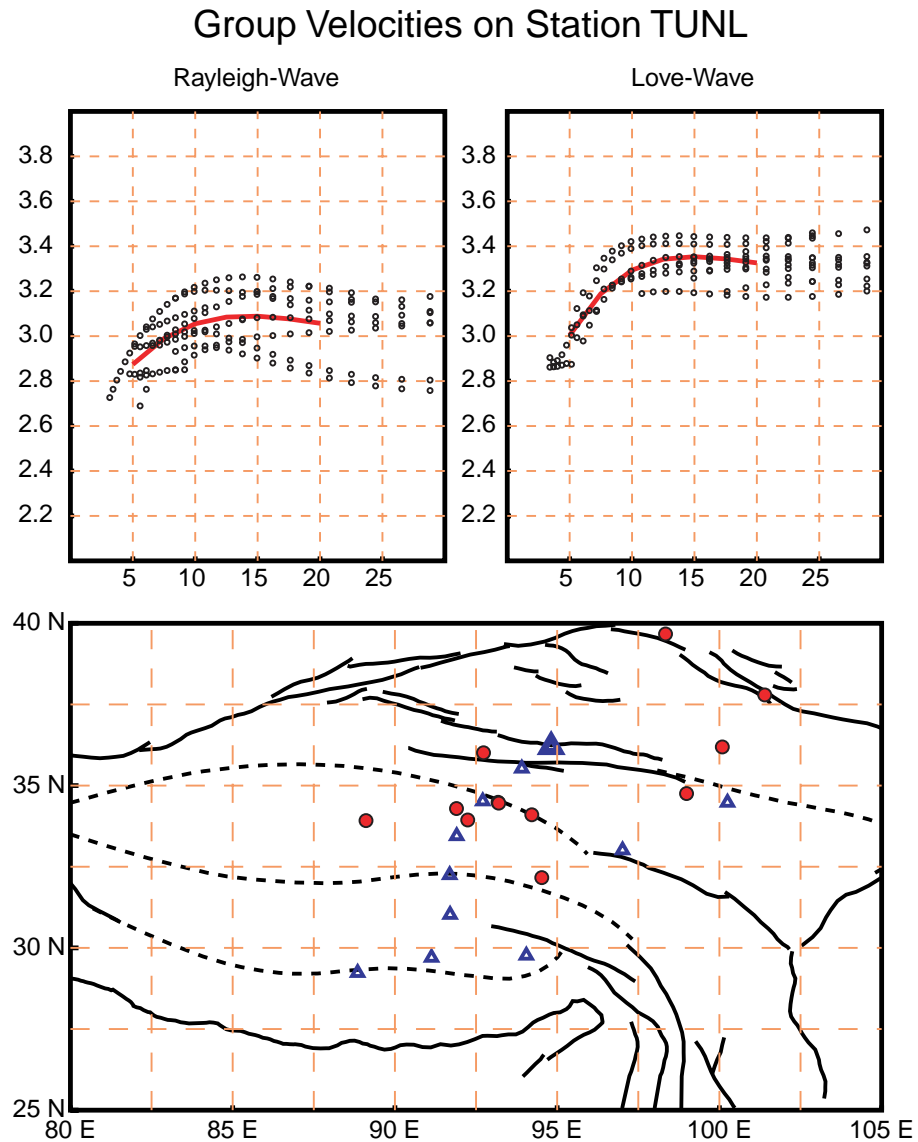 Group Velocities on Station TUNL
Rayleigh-Wave Love-Wave
3.8
3.6
3.4
3.2
3.0
2.8
2.6
2.4
2.2
5 10 15 20 25
3.8
3.6
3.4
3.2
3.0
2.8
2.6
2.4
2.2
5 10 15 20 25
40 N
35 N
30 N
25 N
80 E 85 E 90 E 95 E 100 E 105 E